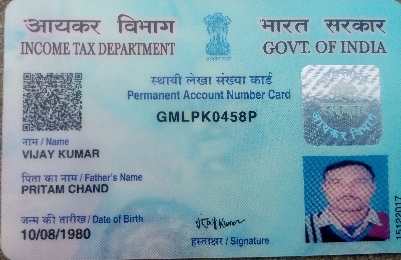 आयकर विभाग
INCOME TAX DEPARTMENT
भारत सरकार
GOVT. OF INDIA
स्थायी लेखा संख्या कार्ड
Permanent Account Number Card
GMLPK0458P
नाम / Name
VIJAY KUMAR
पिता का नाम / Father's Name
PRITAM CHAND
जन्म की तारीख / Date of Birth
10/08/1980
Vijay Kumar
हस्ताक्षर / Signature
आयकर विभाग
15122017